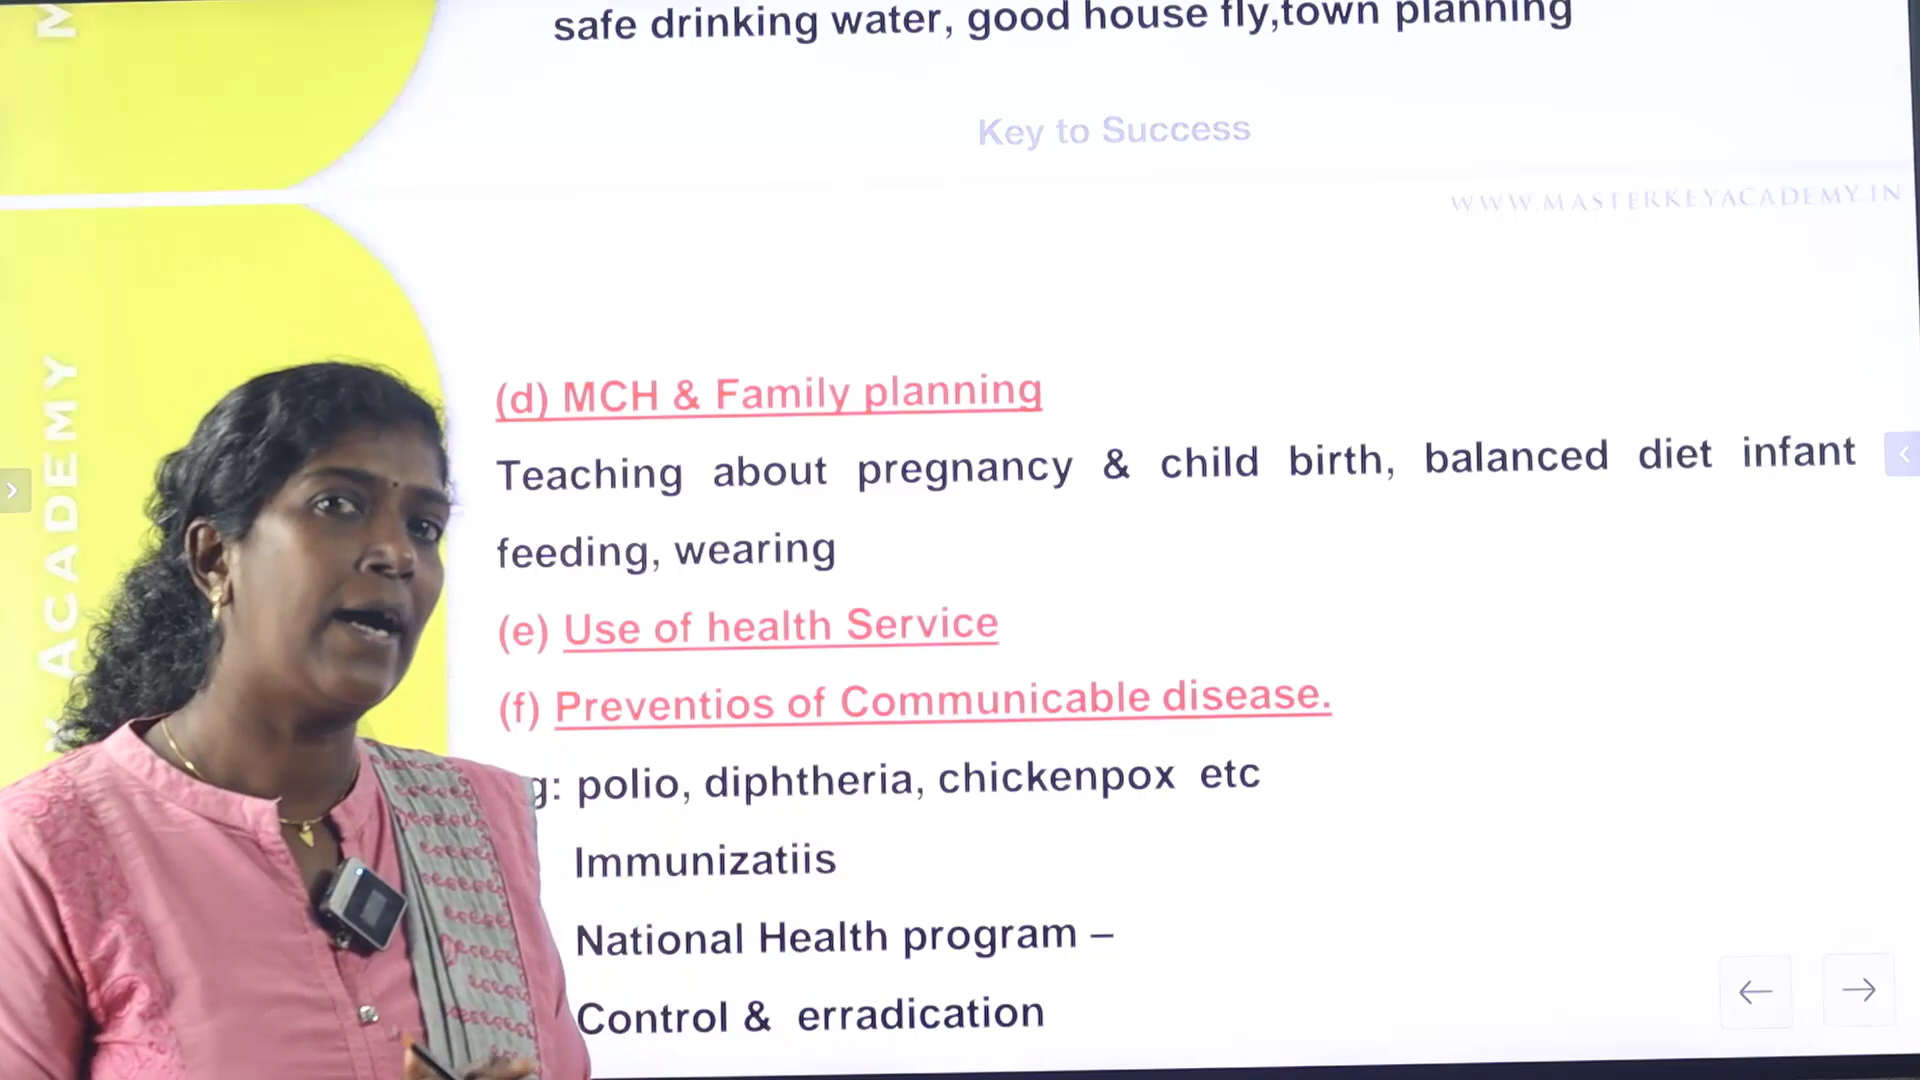 safe drinking water, good house fly,town planning
Key to Success
WWW.MASTERKEYACADEMY.IN
(d) MCH & Family planning
Teaching about pregnancy & child birth, balanced diet infant
feeding, wearing
(e) Use of health Service
(f) Preventios of Communicable disease.
g: polio, diphtheria, chickenpox etc
Immunizatiis
National Health program –
Control & erradication
M
ACADEMY